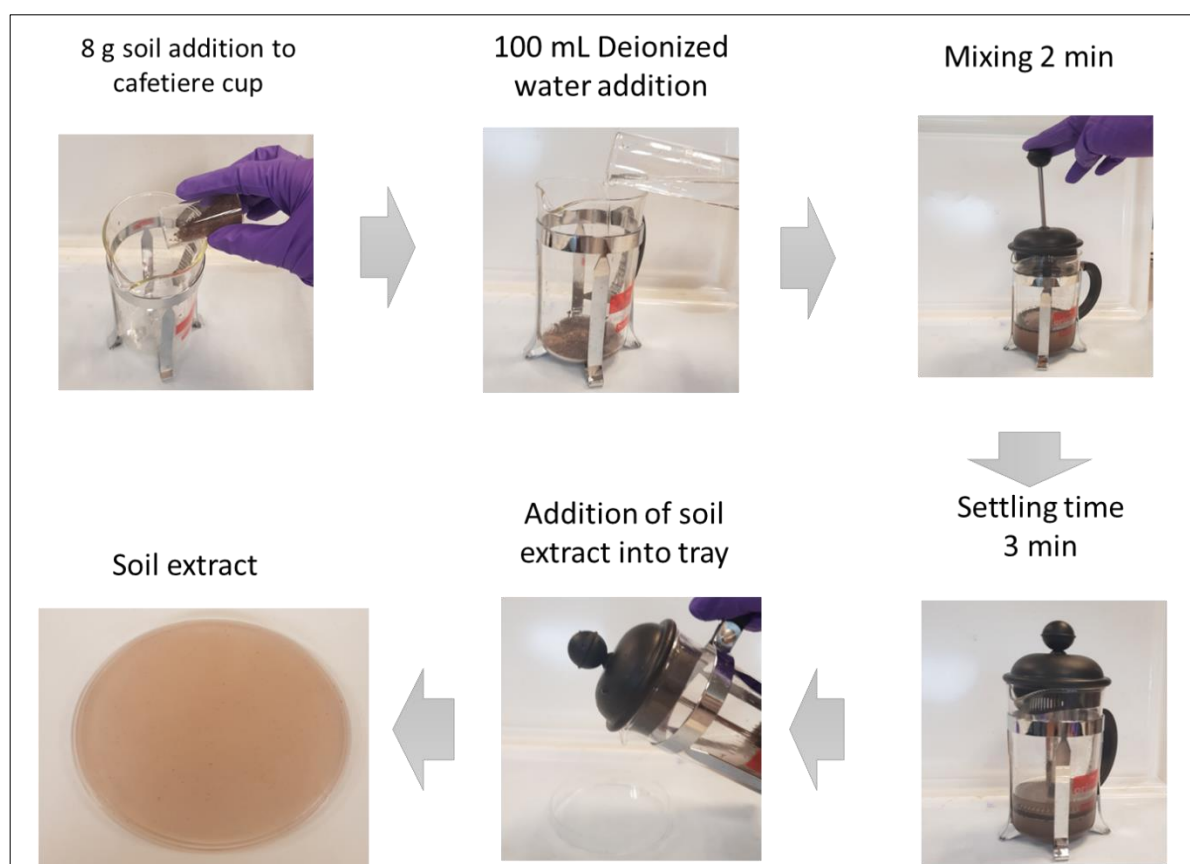 8 g soil addition to
cafetiere cup
100 mL Deionized
water addition
Mixing 2 min
Settling time
3 min
Addition of soil
extract into tray
Soil extract